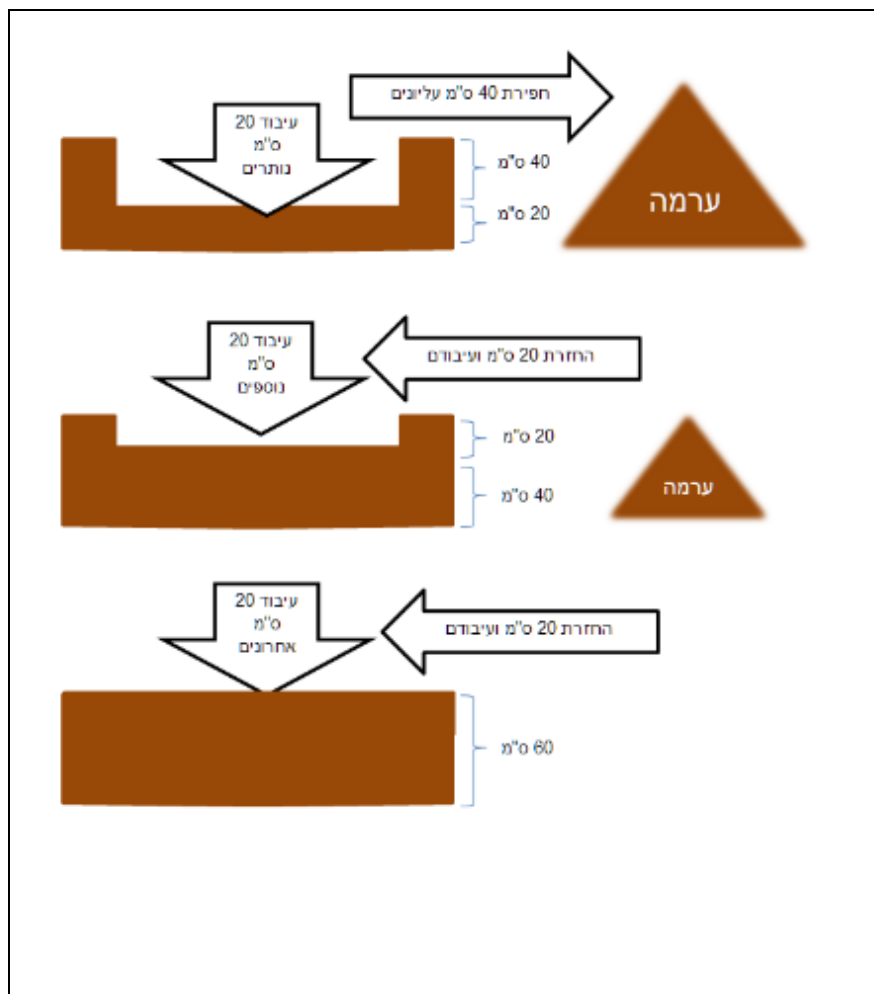 חפירת 40 ס"מ עליונים
עיבוד 20
ס"מ
נותרים
40 ס"מ
20 ס"מ
ערמה
החזרת 20 ס"מ ועיבודם
עיבוד 20
ס"מ
נוספים
20 ס"מ
40 ס"מ
ערמה
החזרת 20 ס"מ ועיבודם
עיבוד 20
ס"מ
אחרונים
60 ס"מ